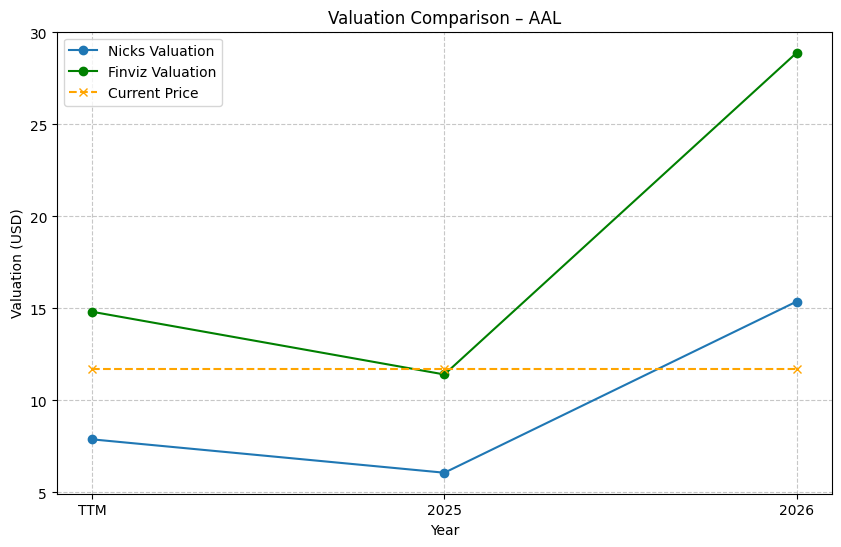 Valuation Comparison – AAL
Nicks Valuation
Finviz Valuation
Current Price
Valuation (USD)
30
25
20
15
10
5
TTM
2025
2026
Year